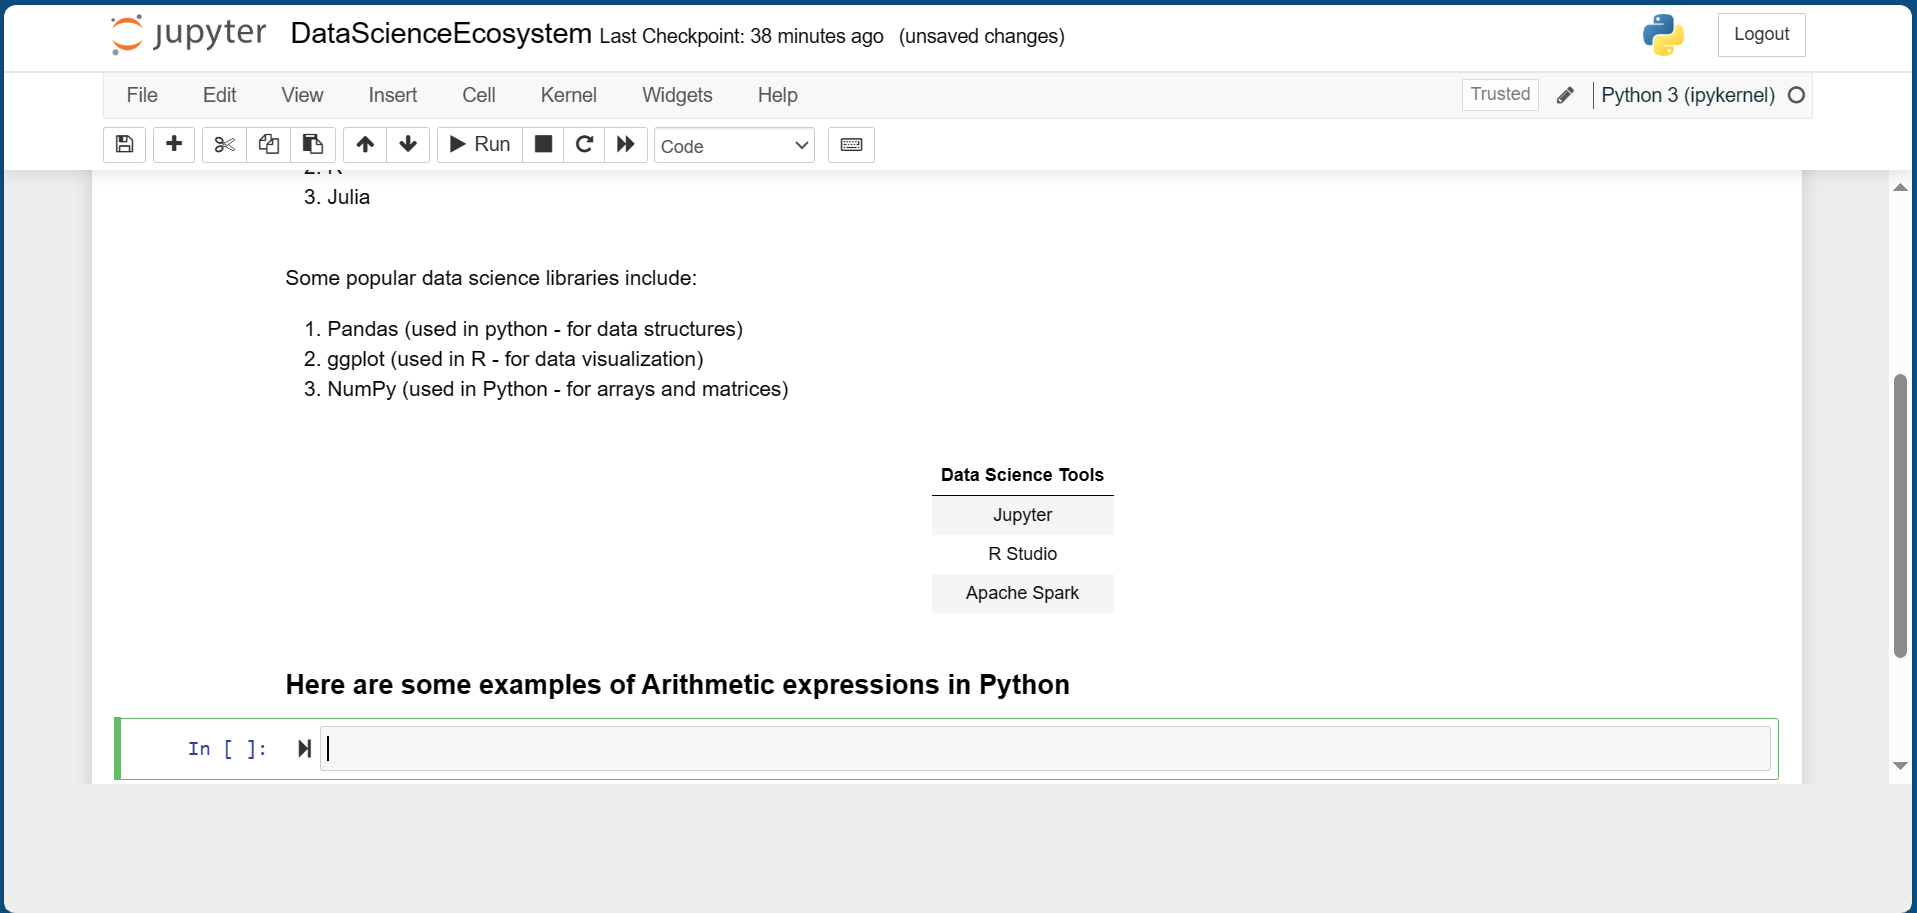 jupyter DataScienceEcosystem Last Checkpoint: 38 minutes ago (unsaved changes) Logout
File Edit View Insert Cell Kernel Widgets Help Trusted Python 3 (ipykernel)
Run Code
2. R
3. Julia
Some popular data science libraries include:
1. Pandas (used in python - for data structures)
2. ggplot (used in R - for data visualization)
3. NumPy (used in Python - for arrays and matrices)
Data Science Tools
Jupyter
R Studio
Apache Spark
Here are some examples of Arithmetic expressions in Python
In [ ]: